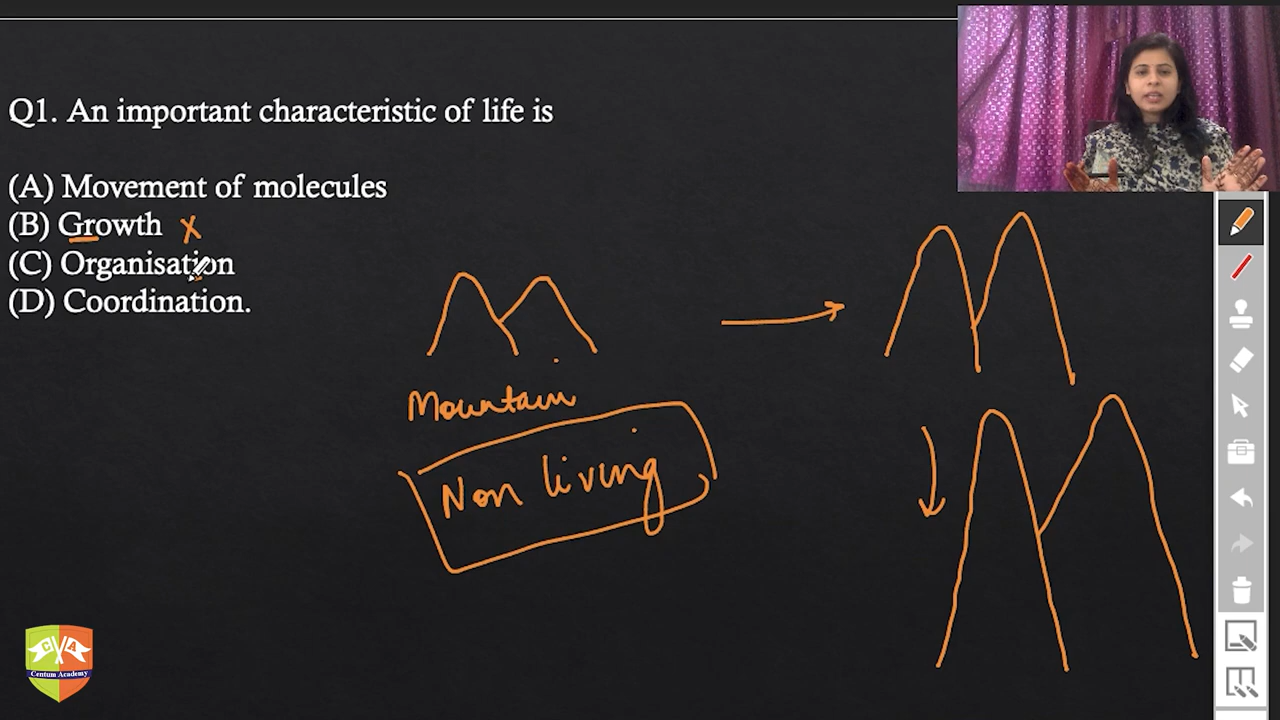 Q1. An important characteristic of life is
(A) Movement of molecules
(B) Growth X
(C) Organisation
(D) Coordination.
Mountain
Non living
C A
Centum Academy